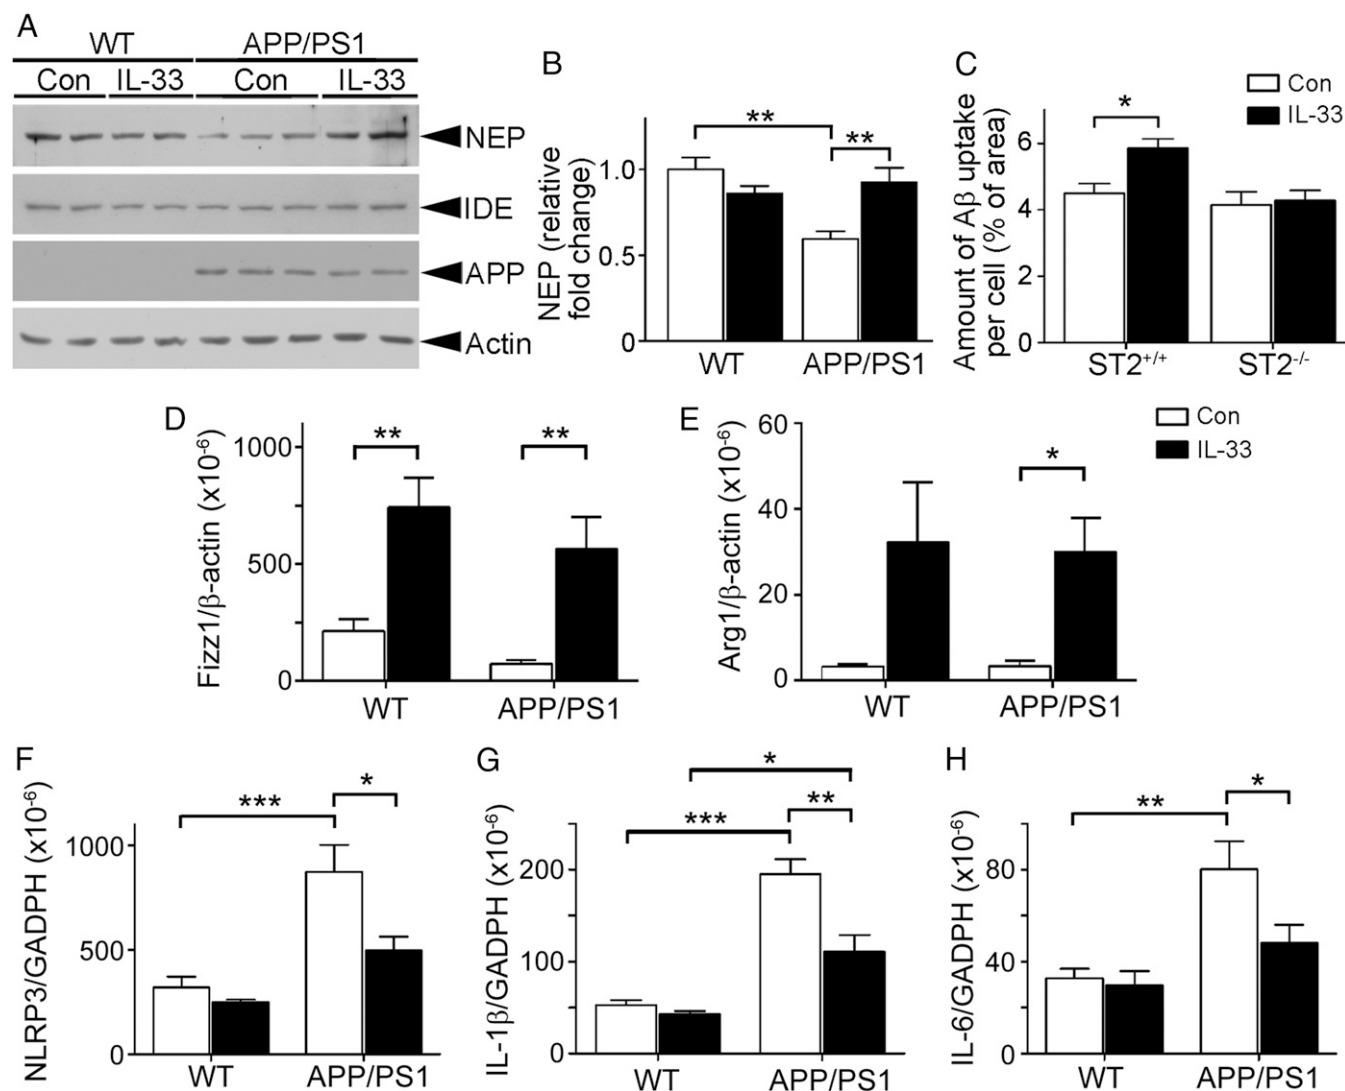 A
WT APP/PS1
Con IL-33 Con IL-33
NEP
IDE
APP
Actin
B
NEP (relative
fold change)
1.0
0.5
0
** **
WT APP/PS1
C
Con
IL-33
Amount of Aβ uptake
per cell (% of area)
6
4
2
0
*
ST2+/+ ST2-/-
D
Fizz1/β-actin (x10-6)
1000
500
0
** **
WT APP/PS1
E
Con
IL-33
Arg1/β-actin (x10-6)
60
40
20
0
*
WT APP/PS1
F
NLRP3/GADPH (x10-6)
1000
500
0
*** *
WT APP/PS1
G
IL-1β/GADPH (x10-6)
200
100
0
*
*** **
WT APP/PS1
H
IL-6/GADPH (x10-6)
80
40
0
** *
WT APP/PS1